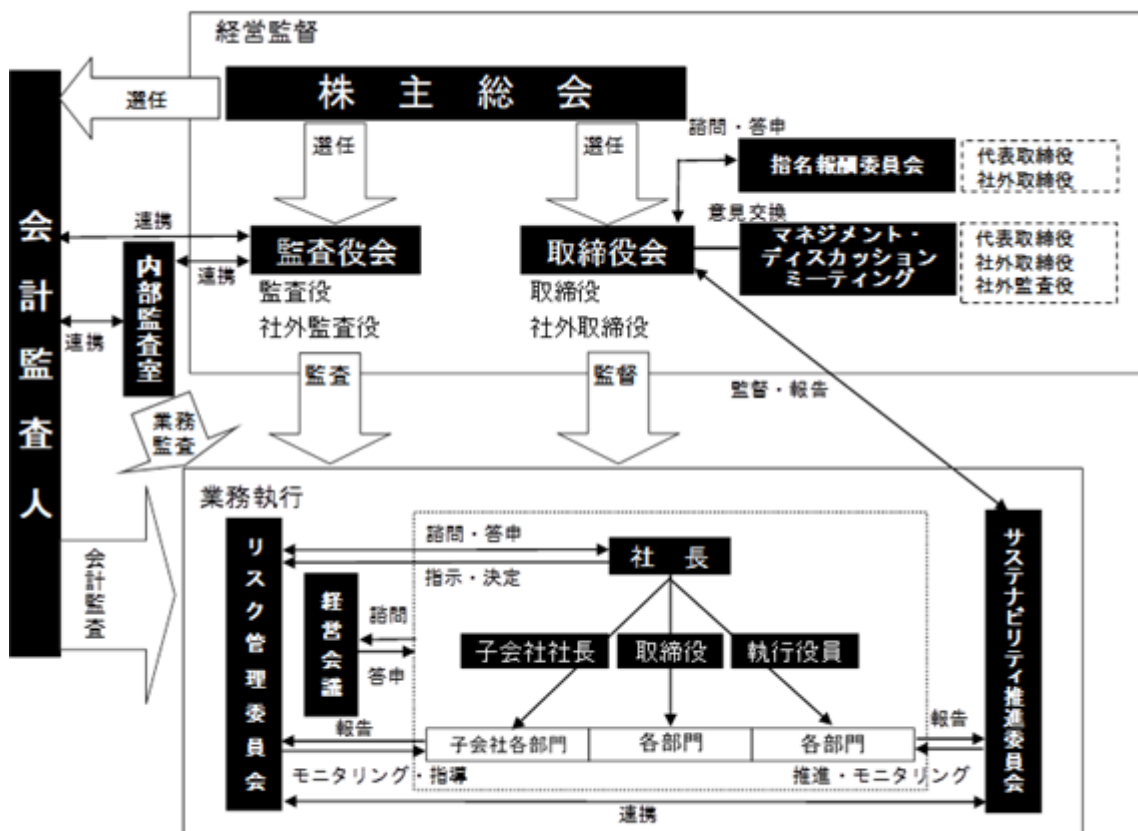 経営監督
株主総会
選任
選任
選任
諮問・答申
指名報酬委員会
代表取締役
社外取締役
意見交換
マネジメント・
ディスカッション
ミーティング
代表取締役
社外取締役
社外監査役
会計監査人
連携
内部監査室
連携
連携
監査役会
監査役
社外監査役
取締役会
取締役
社外取締役
監査
監督
監督・報告
業務
監査
会計監査
業務執行
リスク管理委員会
諮問・答申
指示・決定
社長
経営会議
諮問
答申
子会社社長
取締役
執行役員
サステナビリティ推進委員会
報告
子会社各部門
各部門
各部門
報告
モニタリング・指導
推進・モニタリング
連携